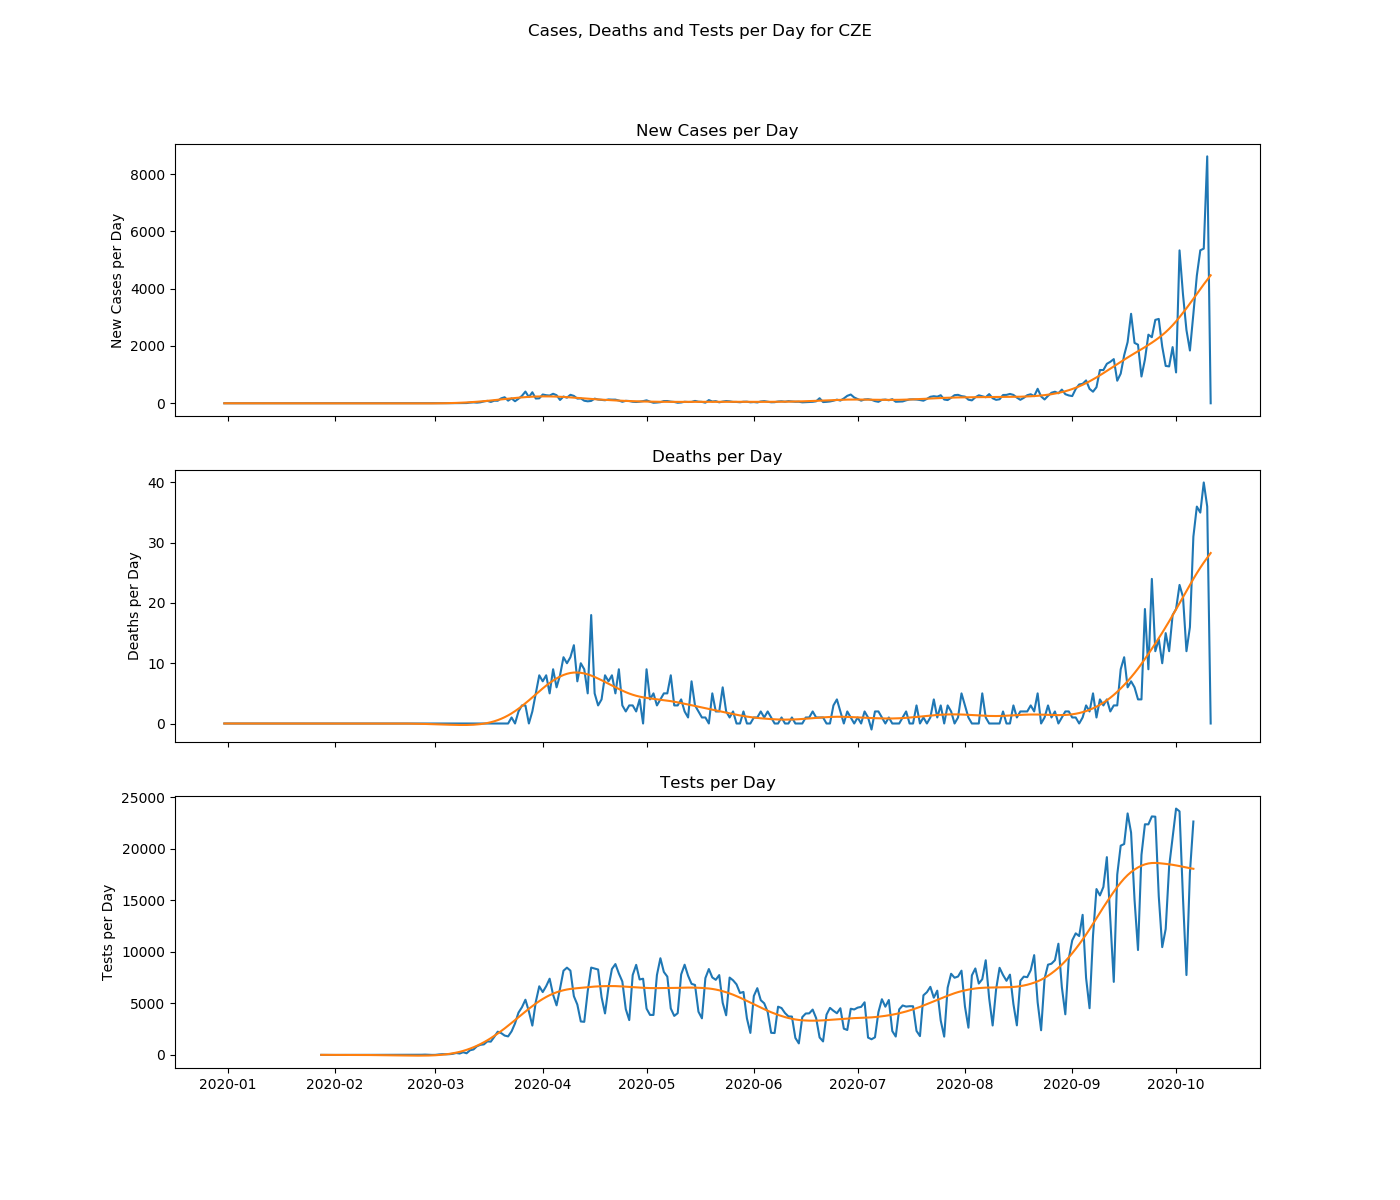 Cases, Deaths and Tests per Day for CZE
New Cases per Day
New Cases per Day
8000
6000
4000
2000
0
Deaths per Day
Deaths per Day
40
30
20
10
0
Tests per Day
Tests per Day
25000
20000
15000
10000
5000
0
2020-01 2020-02 2020-03 2020-04 2020-05 2020-06 2020-07 2020-08 2020-09 2020-10